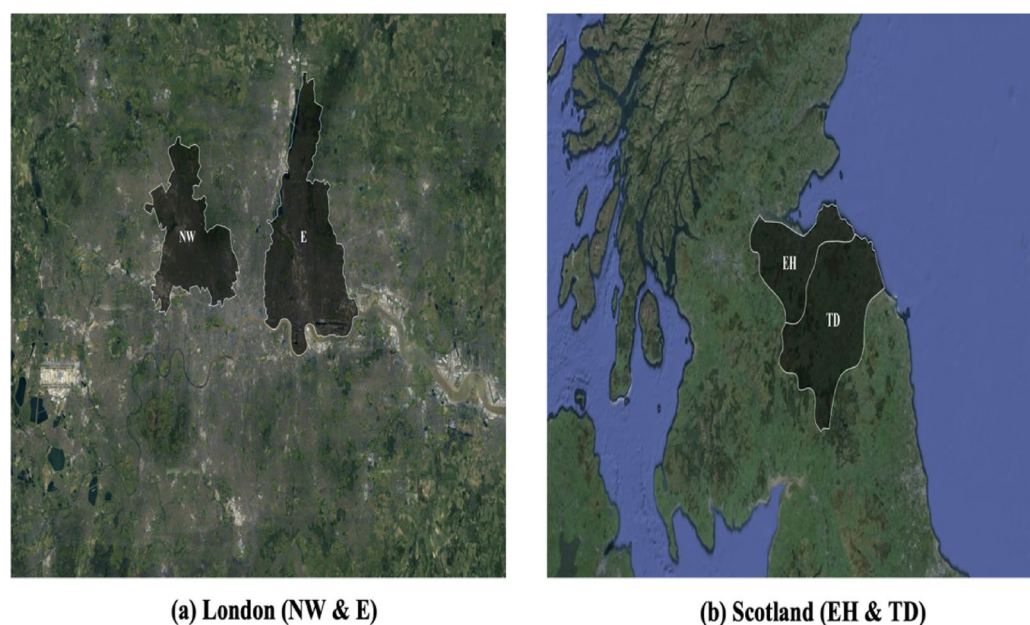 NW
E
EH
TD
(a) London (NW & E)
(b) Scotland (EH & TD)